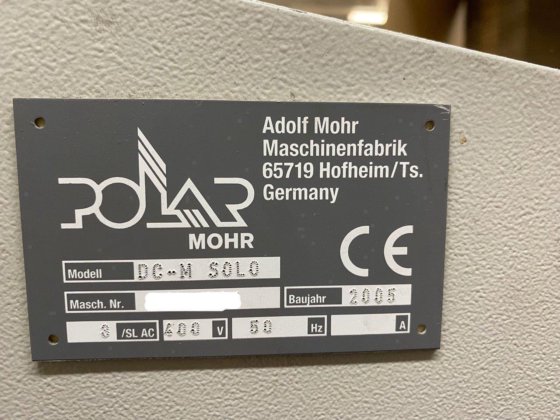 Adolf Mohr
Maschinenfabrik
65719 Hofheim/Ts.
Germany
POLAR
MOHR
CE
Modell DC-M SOLO
Masch. Nr.
Baujahr 2005
3 /SL AC 400 V 50 Hz A